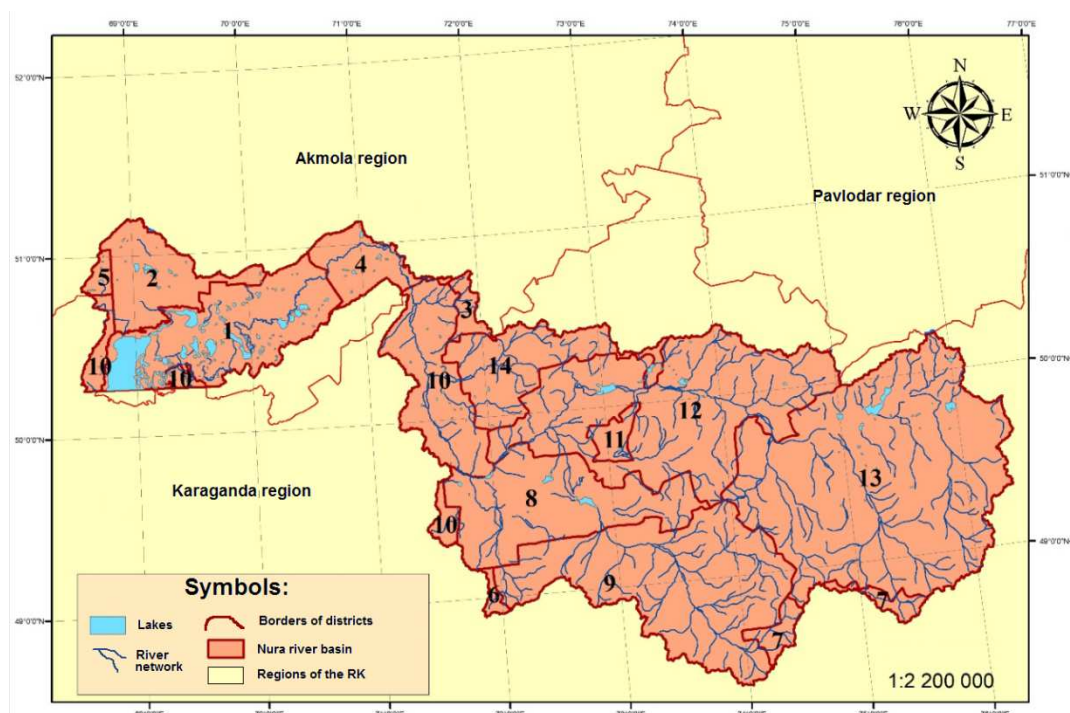 69°0'0"E 70°0'0"E 71°0'0"E 72°0'0"E 73°0'0"E 74°0'0"E 75°0'0"E 76°0'0"E 77°0'0"E
52°0'0"N
N
W E
S
Akmola region
51°0'0"N
Pavlodar region
51°0'0"N
5 2 4
3
1
50°0'0"N
10 10 10 14
12
11
50°0'0"N
13
Karaganda region
8
10
49°0'0"N
9
6 7
7
49°0'0"N
Symbols:
Lakes
Borders of districts
River
network
Nura river basin
Regions of the RK
1:2 200 000